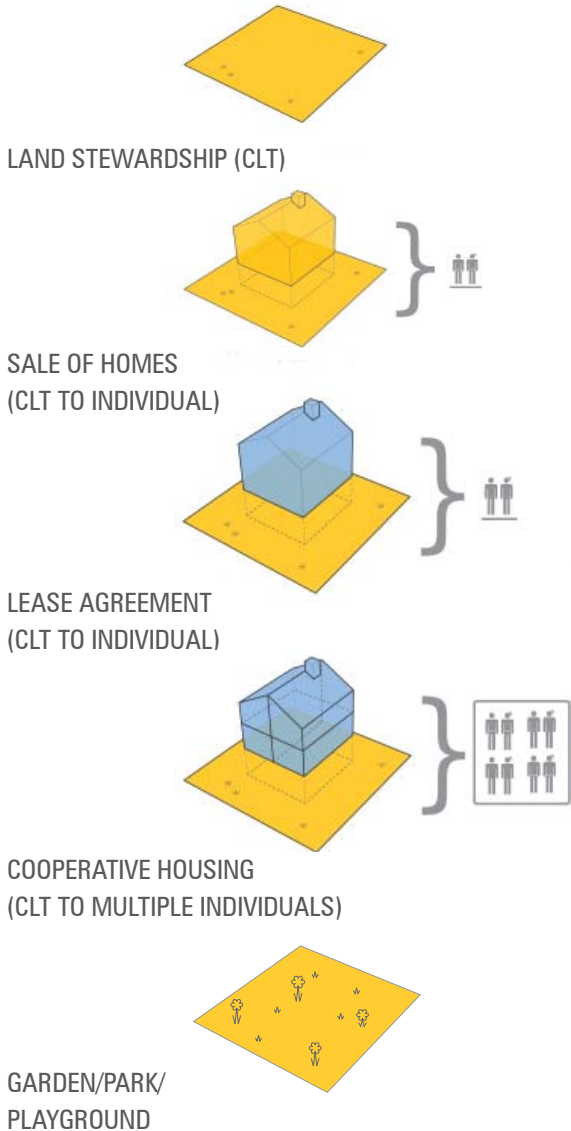 LAND STEWARDSHIP (CLT)
SALE OF HOMES
(CLT TO INDIVIDUAL)
LEASE AGREEMENT
(CLT TO INDIVIDUAL)
COOPERATIVE HOUSING
(CLT TO MULTIPLE INDIVIDUALS)
GARDEN/PARK/
PLAYGROUND